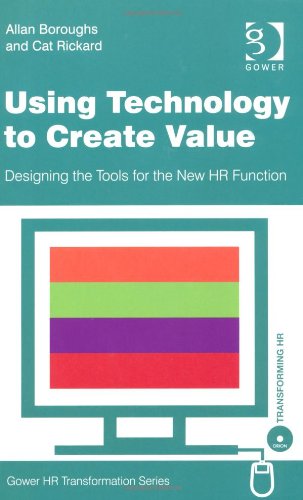 Allan Boroughs
and Cat Rickard
g
GOWER
Using Technology
to Create Value
Designing the Tools for the New HR Function
TRANSFORMING HR
ORION
Gower HR Transformation Series